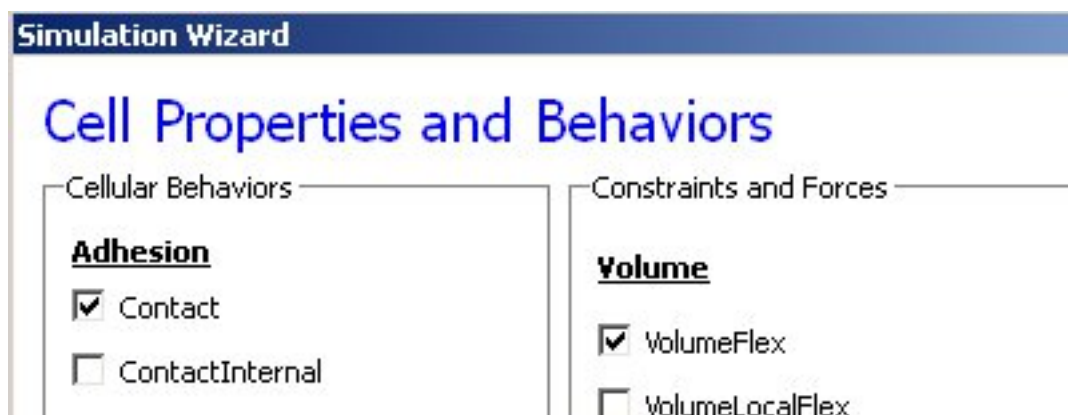 Simulation Wizard
Cell Properties and Behaviors
Cellular Behaviors
Adhesion
Contact
ContactInternal
Constraints and Forces
Volume
VolumeFlex
VolumeLocalFlex